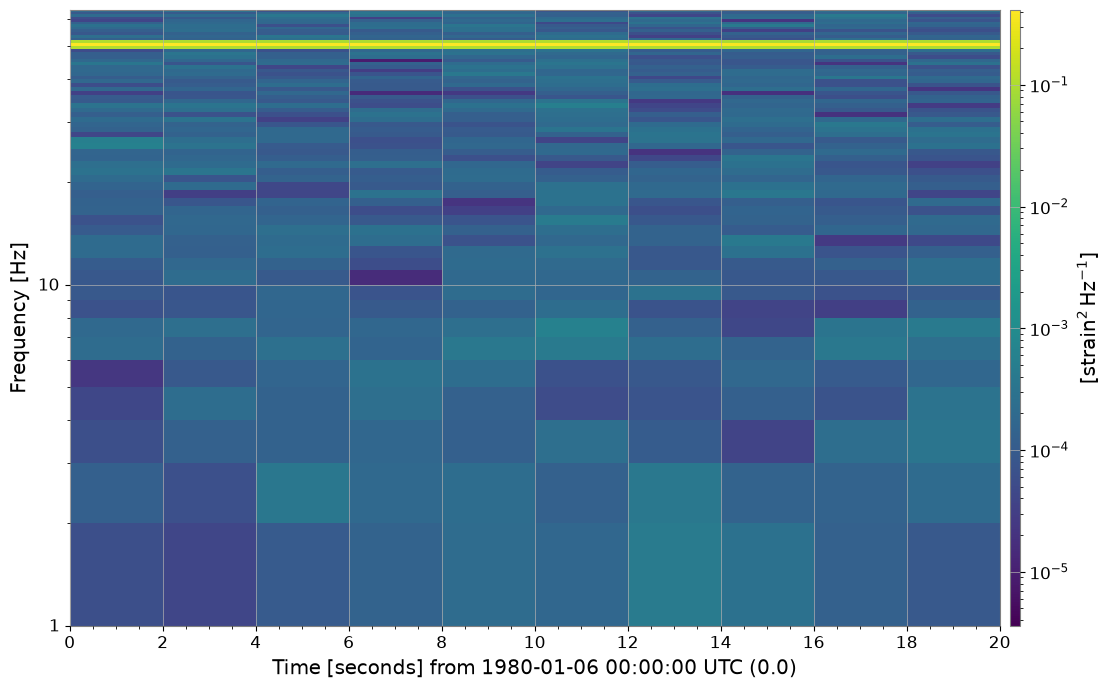 Frequency [Hz]
10
1
0 2 4 6 8 10 12 14 16 18 20
Time [seconds] from 1980-01-06 00:00:00 UTC (0.0)
10⁻¹
10⁻²
10⁻³
10⁻⁴
10⁻⁵
[strain² Hz⁻¹]